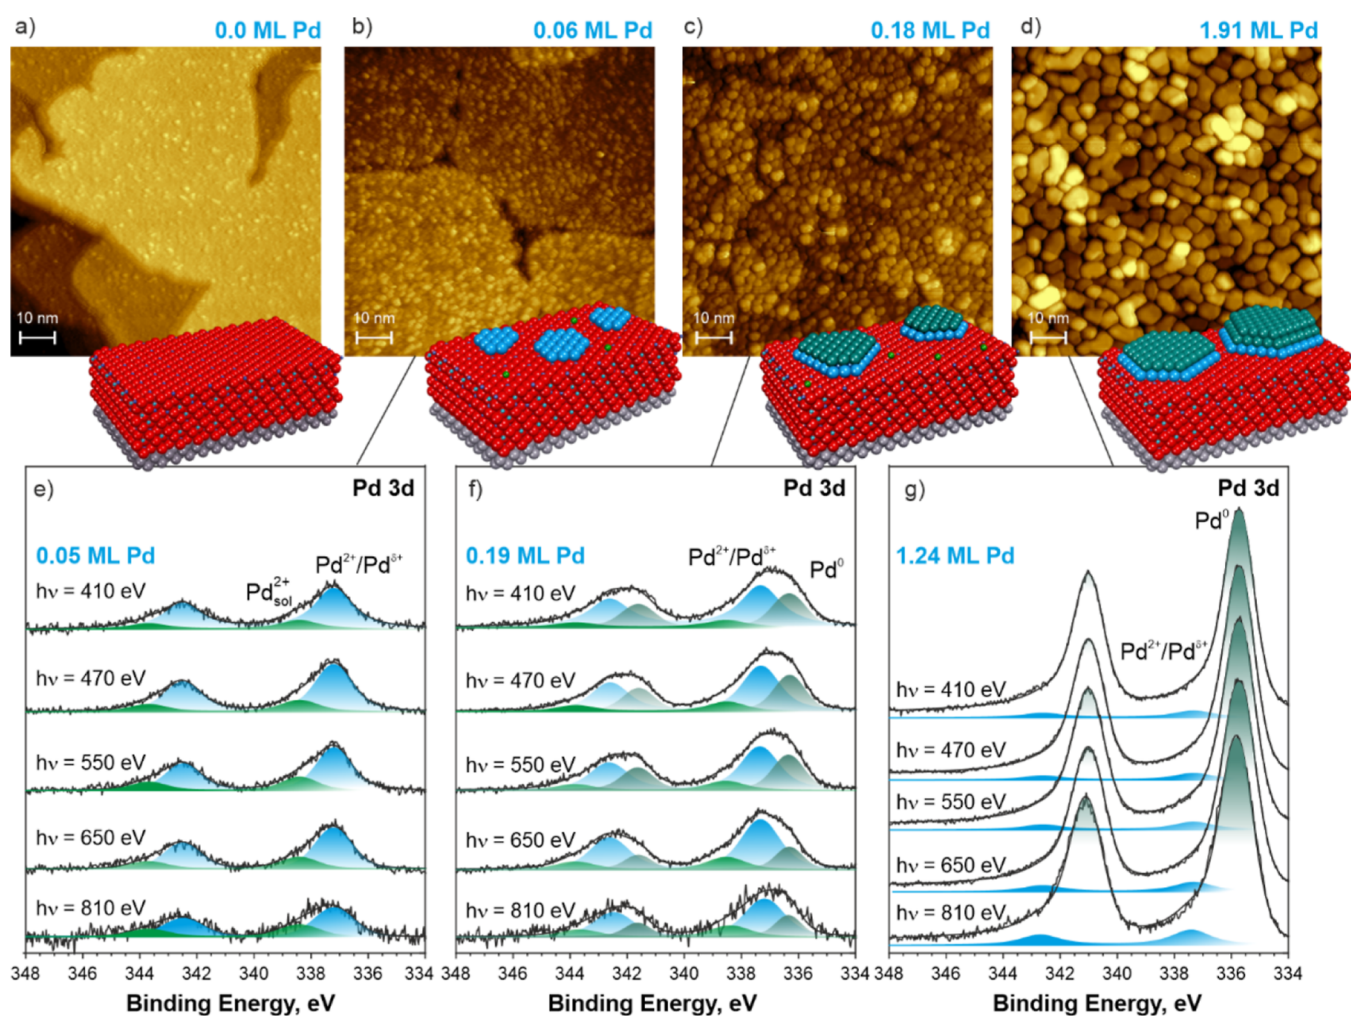 a)
0.0 ML Pd
b)
0.06 ML Pd
c)
0.18 ML Pd
d)
1.91 ML Pd
10 nm
10 nm
10 nm
10 nm
e)
Pd 3d
0.05 ML Pd
Pd²⁺/Pd^δ+
Pd²⁺sol
hν = 410 eV
hν = 470 eV
hν = 550 eV
hν = 650 eV
hν = 810 eV
348 346 344 342 340 338 336 334
Binding Energy, eV
f)
Pd 3d
0.19 ML Pd
Pd²⁺/Pd^δ+
Pd⁰
hν = 410 eV
hν = 470 eV
hν = 550 eV
hν = 650 eV
hν = 810 eV
348 346 344 342 340 338 336 334
Binding Energy, eV
g)
Pd 3d
Pd⁰
1.24 ML Pd
Pd²⁺/Pd^δ+
hν = 410 eV
hν = 470 eV
hν = 550 eV
hν = 650 eV
hν = 810 eV
348 346 344 342 340 338 336 334
Binding Energy, eV